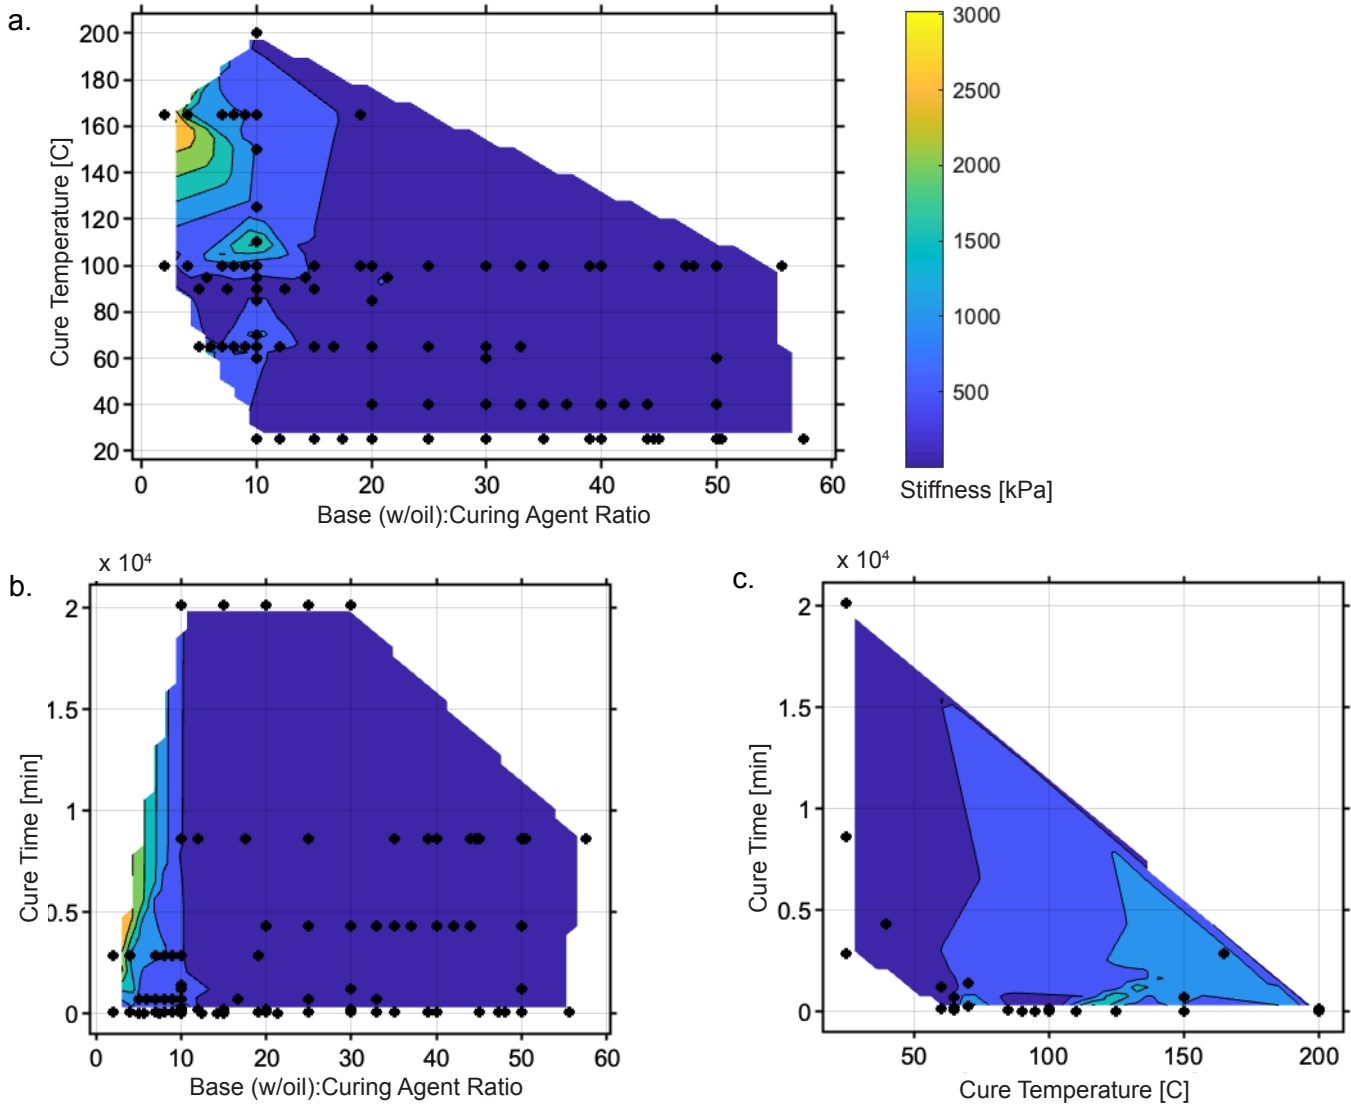 a.
200
180
160
140
120
100
80
60
40
20
Cure Temperature [C]
0 10 20 30 40 50 60
Base (w/oil):Curing Agent Ratio
3000
2500
2000
1500
1000
500
Stiffness [kPa]
b.
x 10⁴
2
1.5
1
0.5
0
Cure Time [min]
0 10 20 30 40 50 60
Base (w/oil):Curing Agent Ratio
c.
x 10⁴
2
1.5
1
0.5
0
Cure Time [min]
50 100 150 200
Cure Temperature [C]